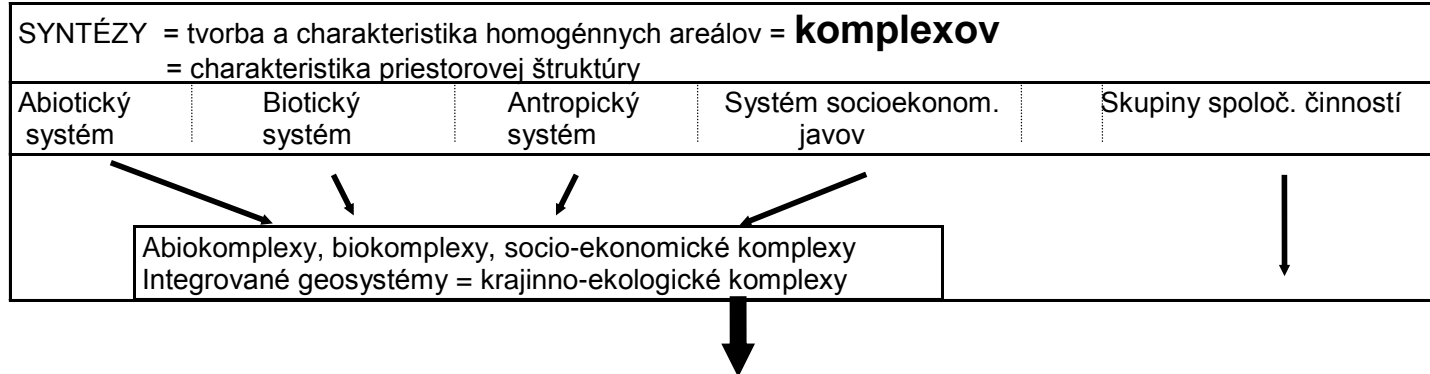 SYNTÉZY = tvorba a charakteristika homogénnych areálov = komplexov
= charakteristika priestorovej štruktúry
Abiotický systém
Biotický systém
Antropický systém
Systém socioekonom. javov
Skupiny spoloč. činností
Abiokomplexy, biokomplexy, socio-ekonomické komplexy
Integrované geosystémy = krajinno-ekologické komplexy